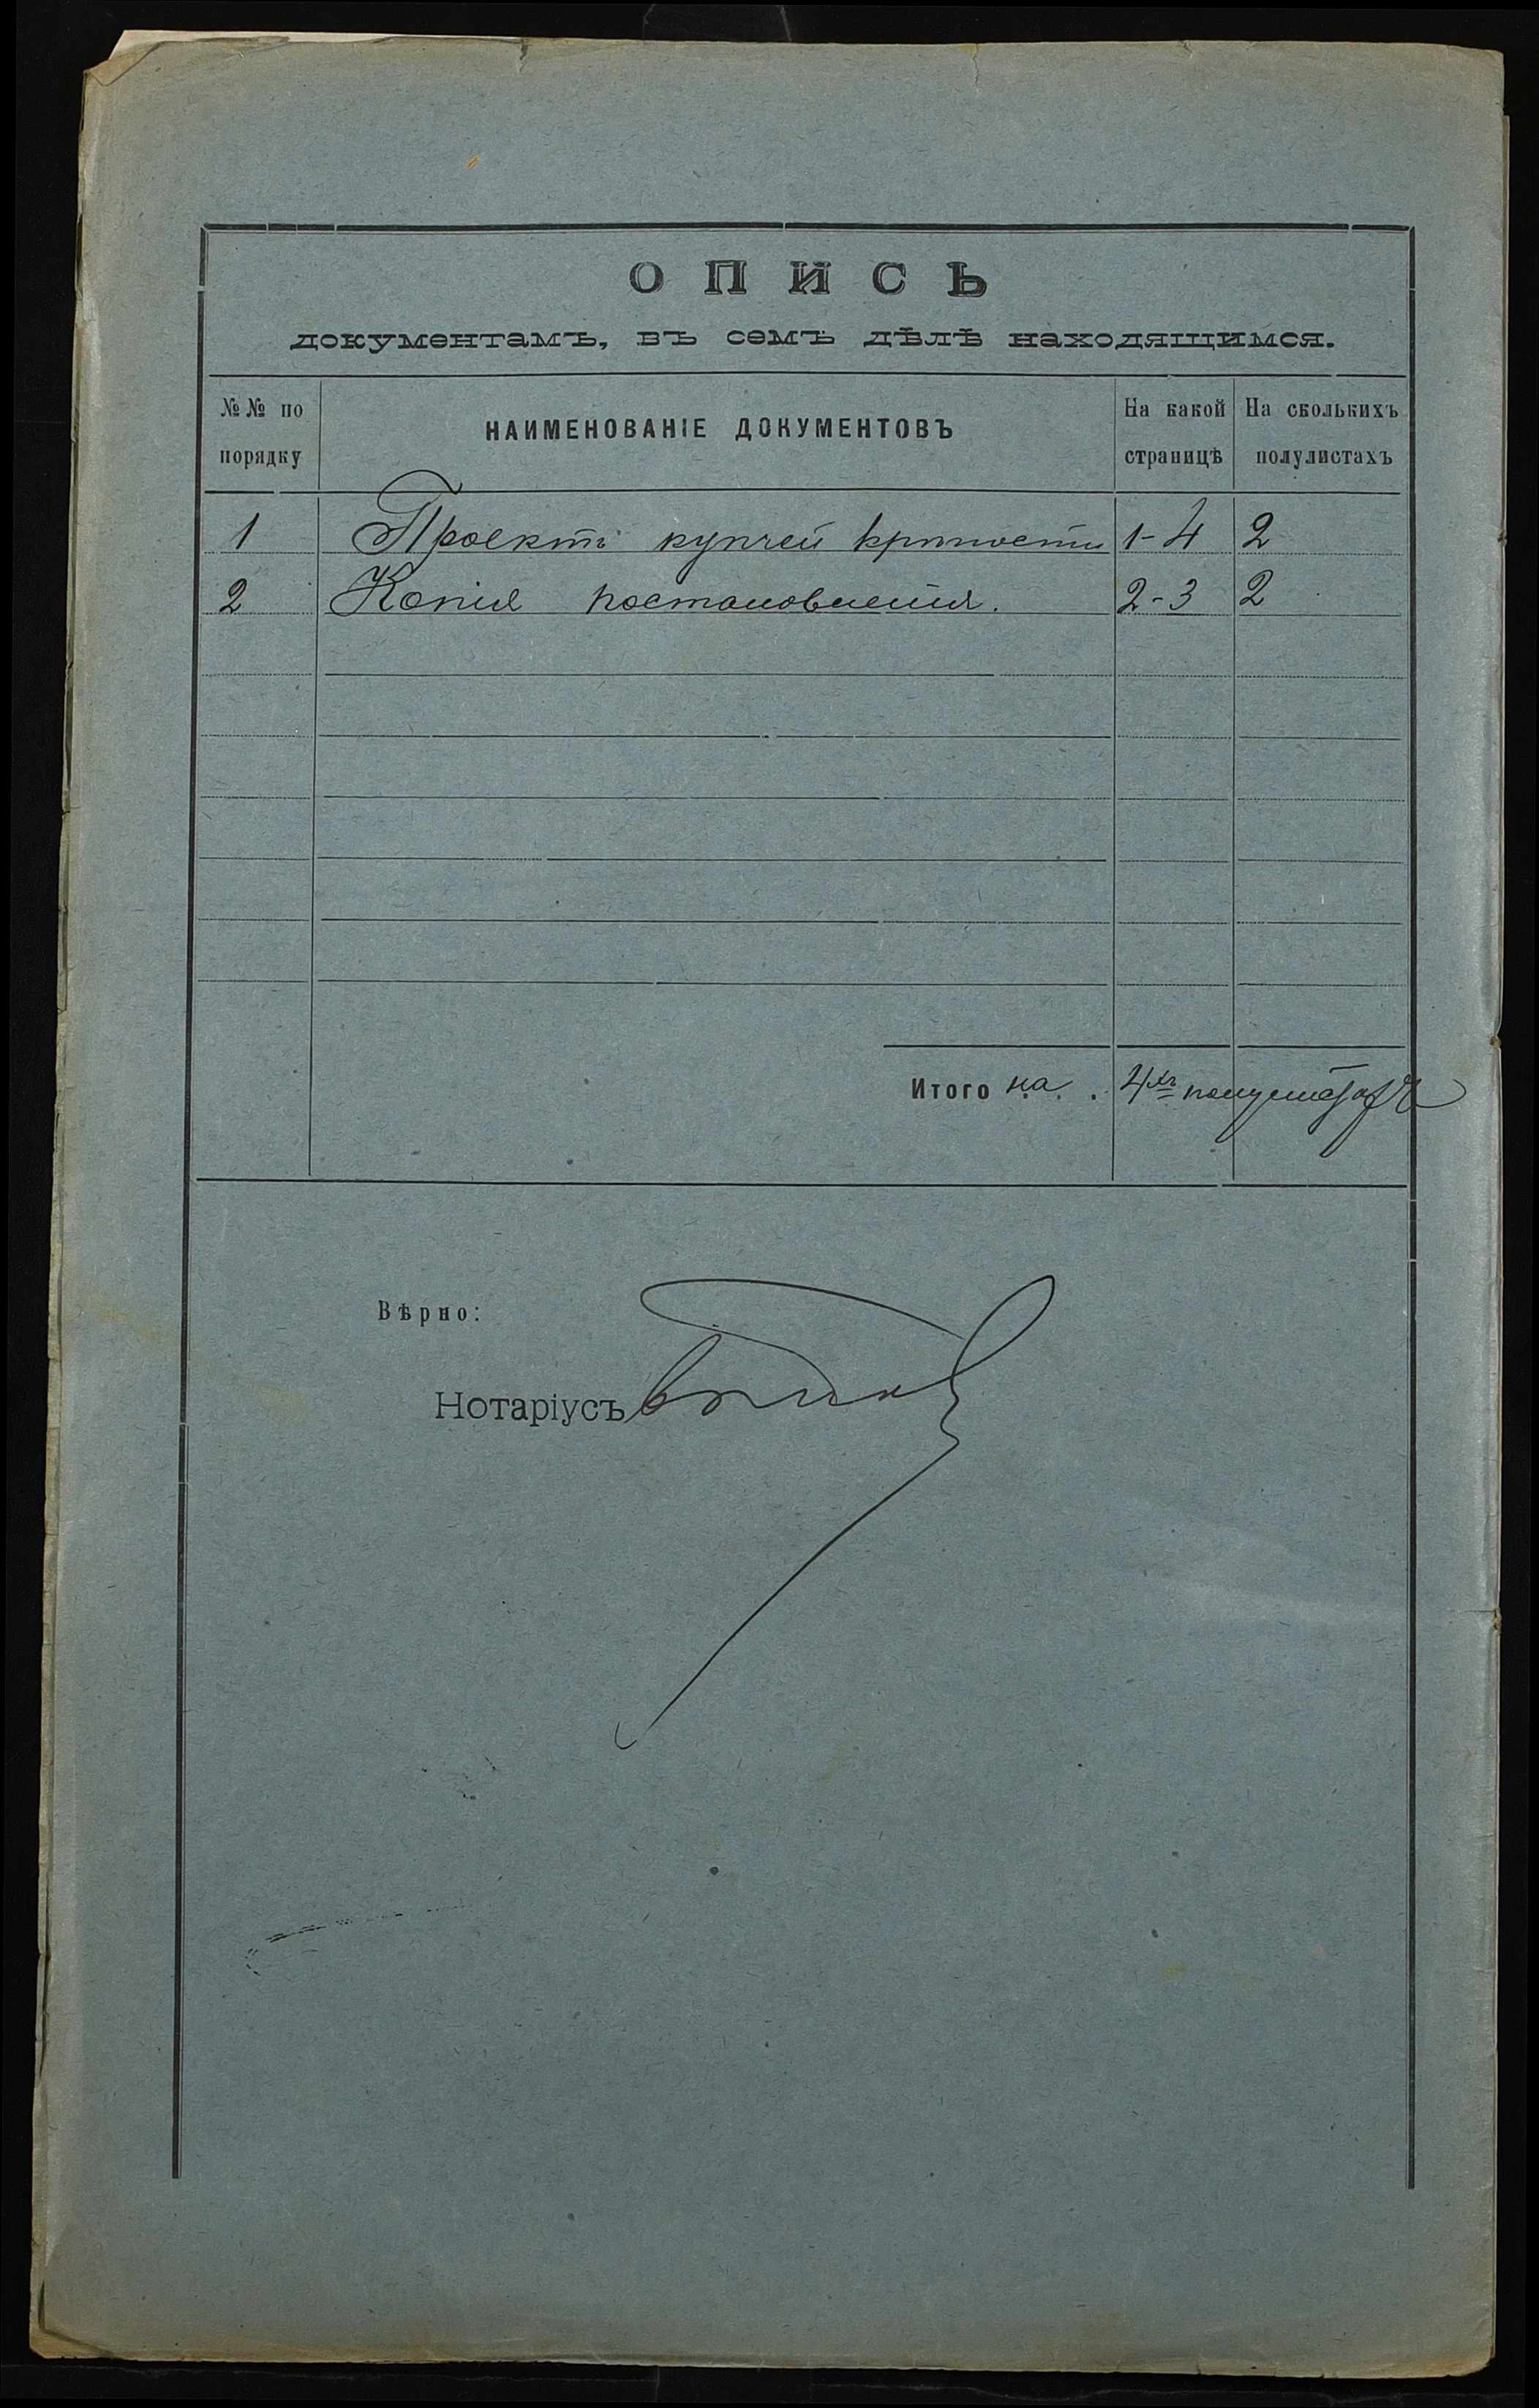 ОПИСЬ
документамъ, въ семъ дѣлѣ находящимся.
№№ по порядку НАИМЕНОВАНІЕ ДОКУМЕНТОВЪ На какой страницѣ На сколькихъ полулистахъ
1 Проектъ купчей крѣпости 1-4 2
2 Копія постановленія. 2-3 2
Итого на . . 4хъ полулистахъ
Вѣрно:
Нотаріусъ